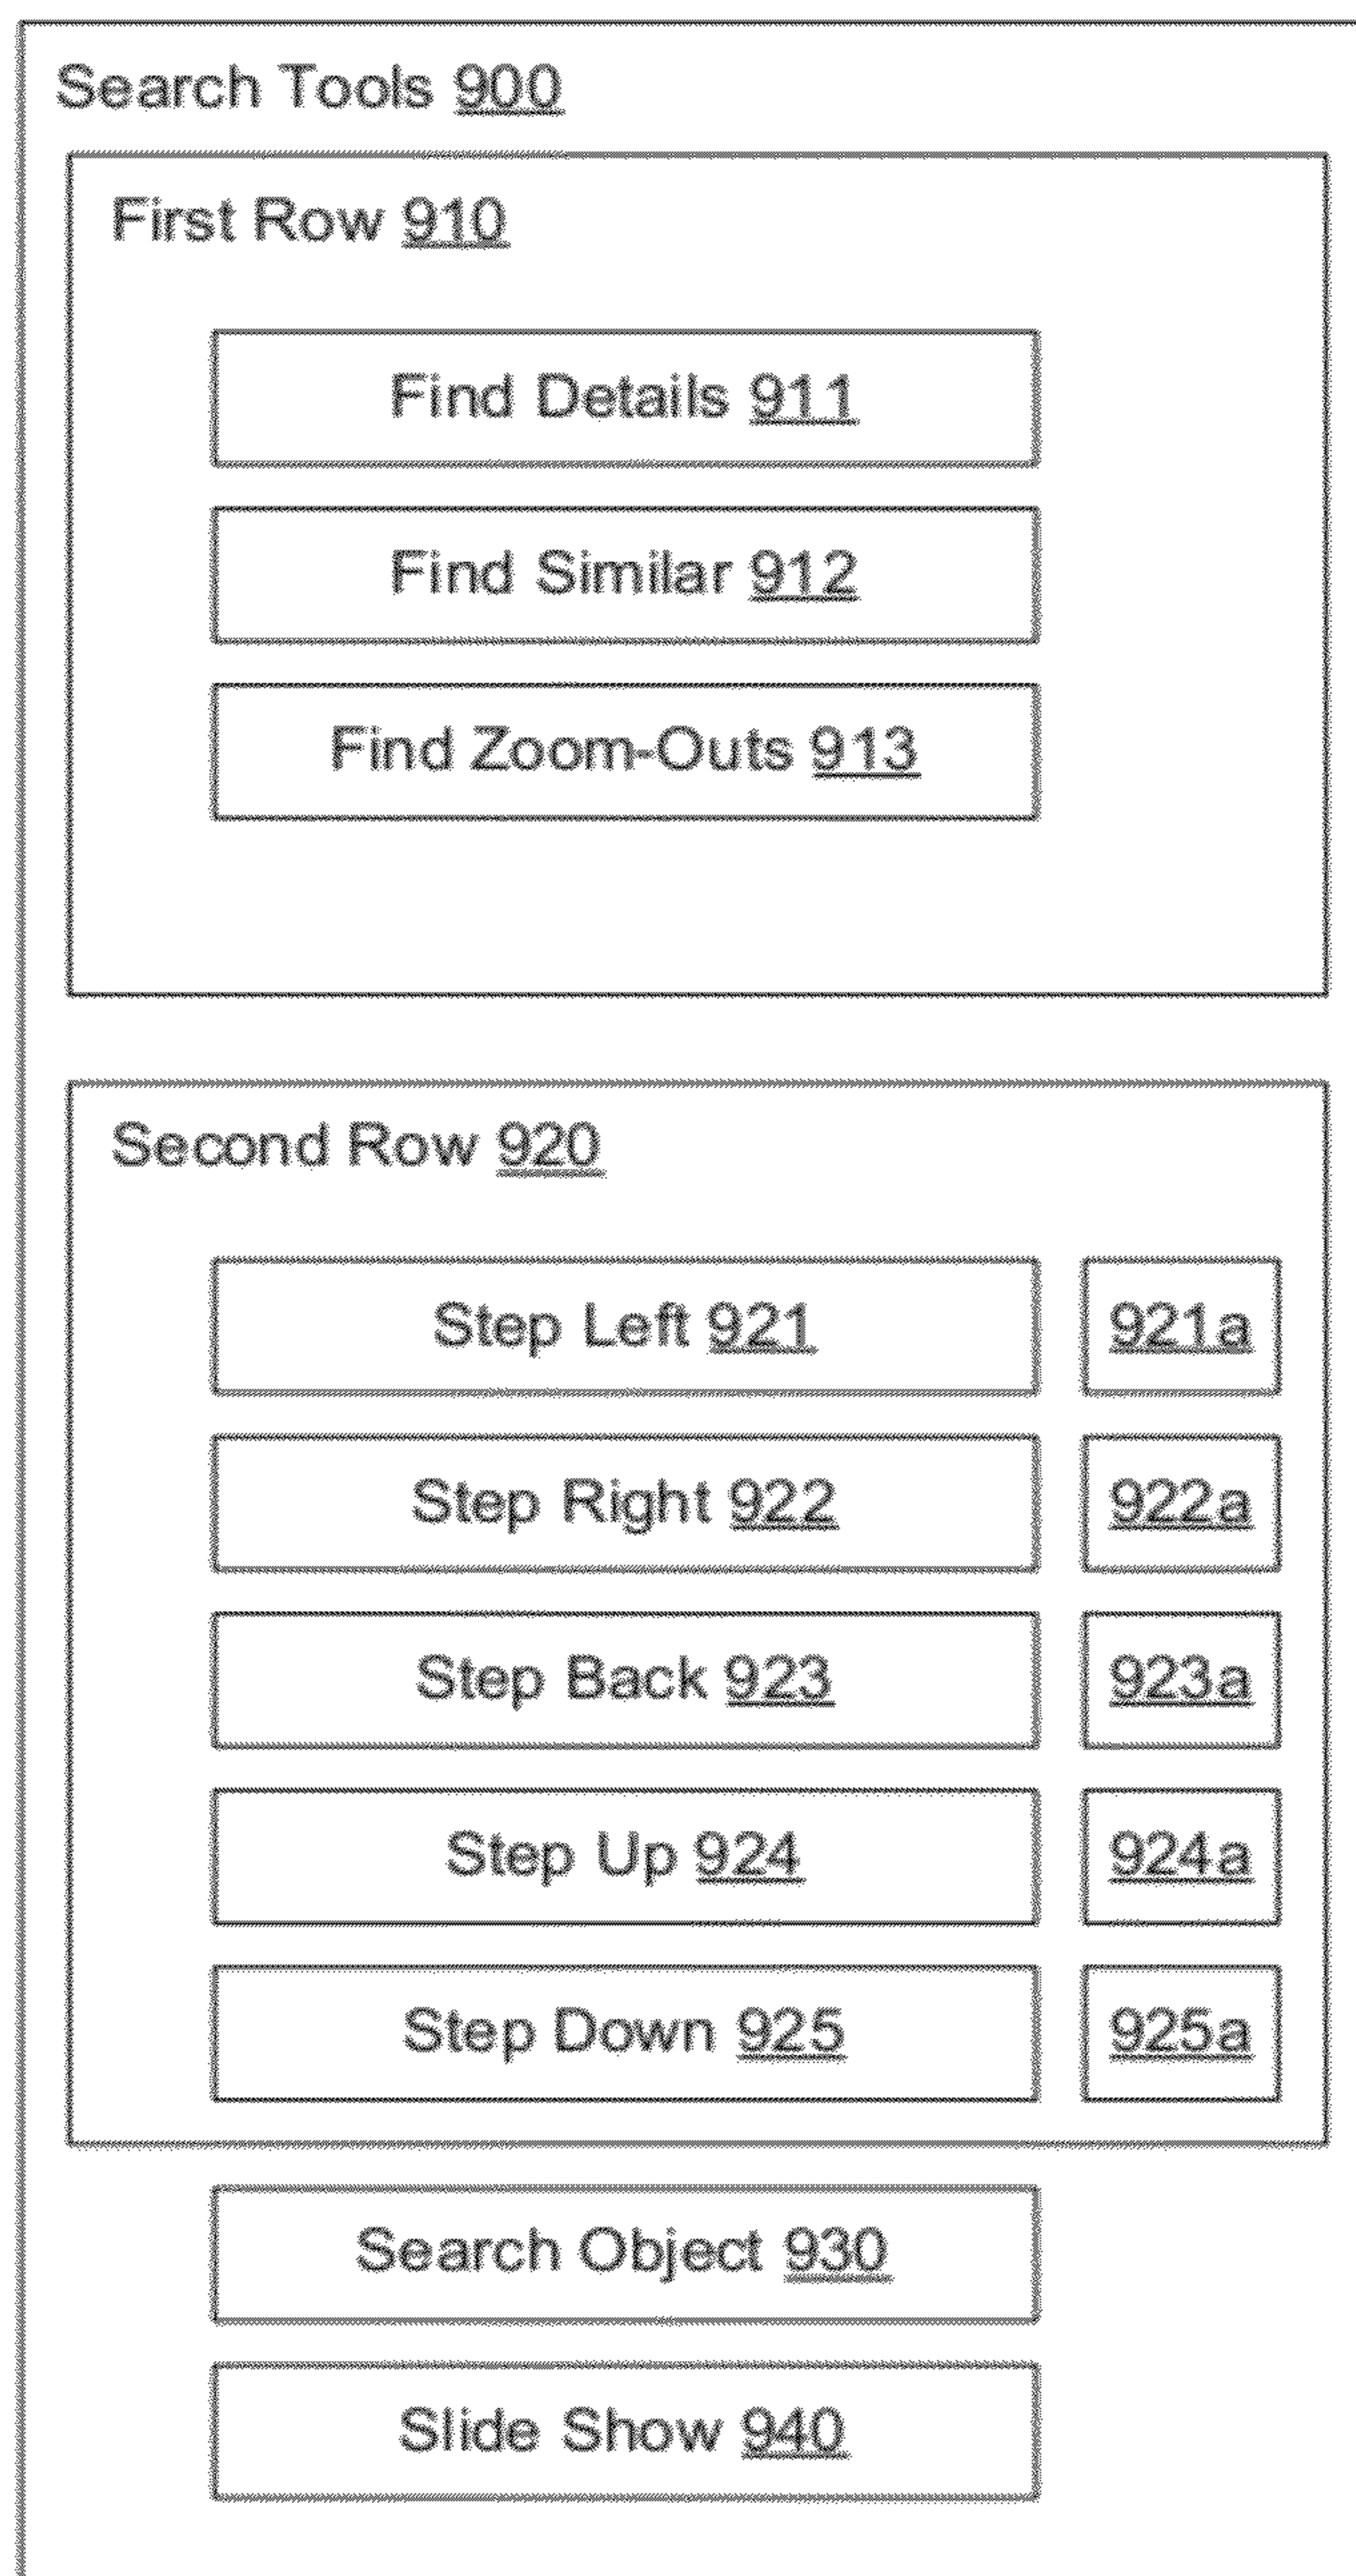 Search Tools 900
First Row 910
Find Details 911
Find Similar 912
Find Zoom-Outs 913
Second Row 920
Step Left 921 921a
Step Right 922 922a
Step Back 923 923a
Step Up 924 924a
Step Down 925 925a
Search Object 930
Slide Show 940